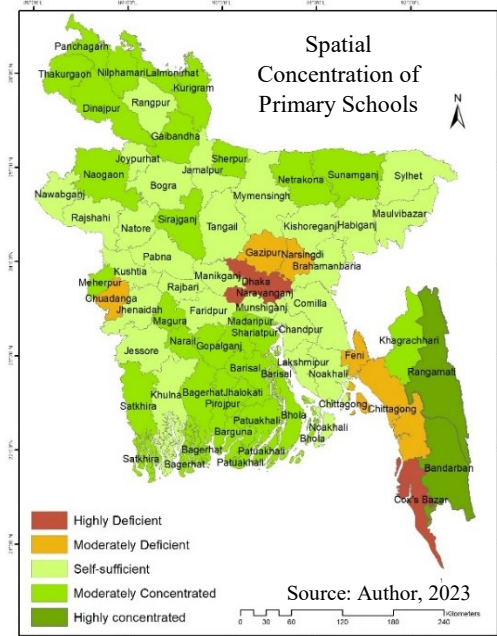 Spatial
Concentration of
Primary Schools
N
Panchagarh
Thakurgaon Nilphamari Lalmonirhat
Kurigram
Rangpur
Dinajpur
Gaibandha
Joypurhat Sherpur
Jamalpur
Naogaon
Bogra
Netrakona Sunamganj Sylhet
Mymensingh
Nawabganj
Maulvibazar
Rajshahi Sirajganj
Natore Tangail Kishoreganj Habiganj
Gazipur Narsingdi
Pabna
Brahamanbaria
Kushtia Manikganj Dhaka
Meherpur
Narayanganj
Chuadanga Rajbari
Jhenaidah Faridpur Munshiganj Comilla
Magura
Madaripur
Shariatpur Chandpur
Khagrachhari
Narail Gopalganj
Jessore
Feni
Lakshmipur
Rangamati
Barisal
Barisal Noakhali
Khulna Bagerhat Jhalokati
Pirojpur
Satkhira
Chittagong Chittagong
Bhola
Patuakhali
Noakhali
Barguna
Bhola
Satkhira Bagerhat Patuakhali
Bagerhat Patuakhali
Bandarban
Cox's Bazar
Highly Deficient
Moderately Deficient
Self-sufficient
Moderately Concentrated
Highly concentrated
Source: Author, 2023
Kilometers
0 15 30 60 120 180 240